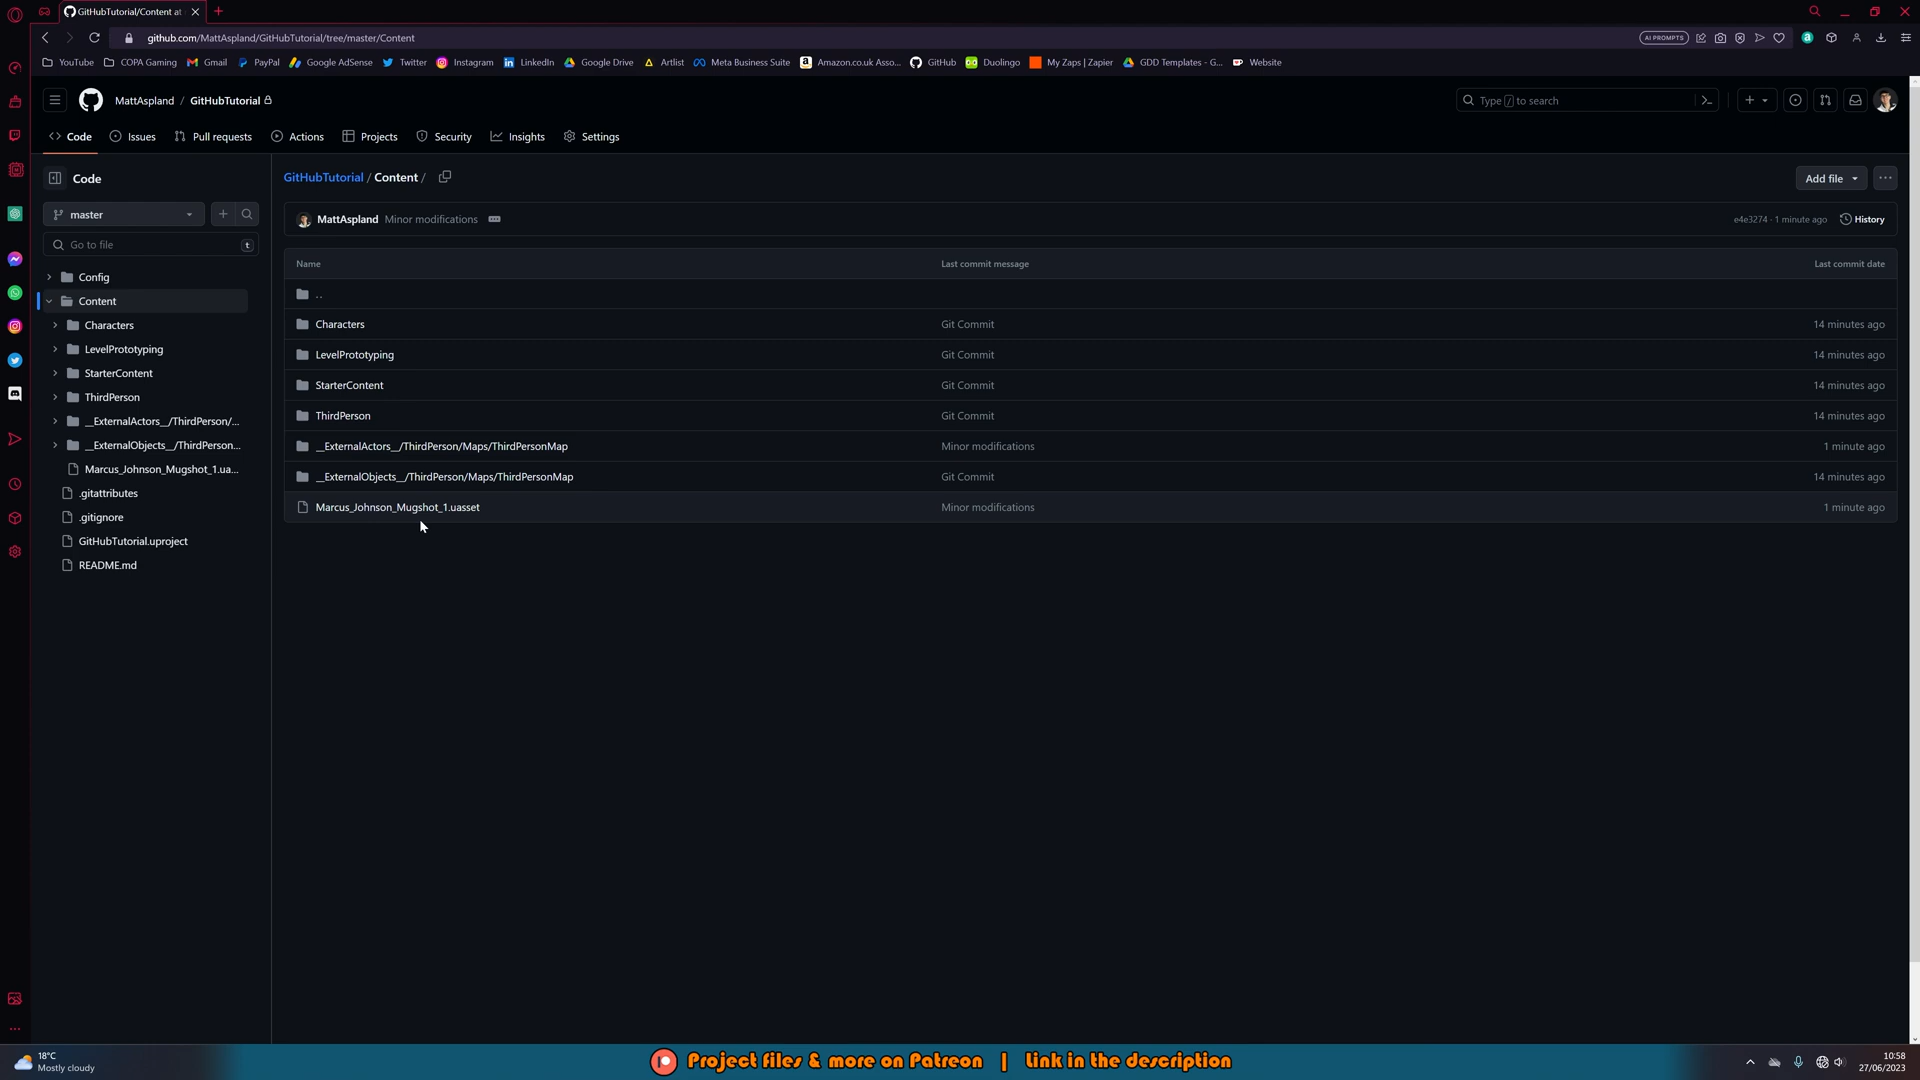 GitHubTutorial/Content at
github.com/MattAspland/GitHubTutorial/tree/master/Content
AI PROMPTS
YouTube
COPA Gaming
Gmail
PayPal
Google AdSense
Twitter
Instagram
LinkedIn
Google Drive
Artlist
Meta Business Suite
Amazon.co.uk Asso...
GitHub
Duolingo
My Zaps | Zapier
GDD Templates - G...
Website
MattAspland / GitHubTutorial
Type / to search
Code
Issues
Pull requests
Actions
Projects
Security
Insights
Settings
Code
master
Go to file
t
Config
Content
Characters
LevelPrototyping
StarterContent
ThirdPerson
__ExternalActors__/ThirdPerson/...
__ExternalObjects__/ThirdPerson...
Marcus_Johnson_Mugshot_1.ua...
.gitattributes
.gitignore
GitHubTutorial.uproject
README.md
GitHubTutorial / Content /
Add file
MattAspland Minor modifications
e4e3274 · 1 minute ago
History
Name Last commit message Last commit date
..
Characters Git Commit 14 minutes ago
LevelPrototyping Git Commit 14 minutes ago
StarterContent Git Commit 14 minutes ago
ThirdPerson Git Commit 14 minutes ago
__ExternalActors__/ThirdPerson/Maps/ThirdPersonMap Minor modifications 1 minute ago
__ExternalObjects__/ThirdPerson/Maps/ThirdPersonMap Git Commit 14 minutes ago
Marcus_Johnson_Mugshot_1.uasset Minor modifications 1 minute ago
18°C
Mostly cloudy
Project files & more on Patreon | Link in the description
10:58
27/06/2023